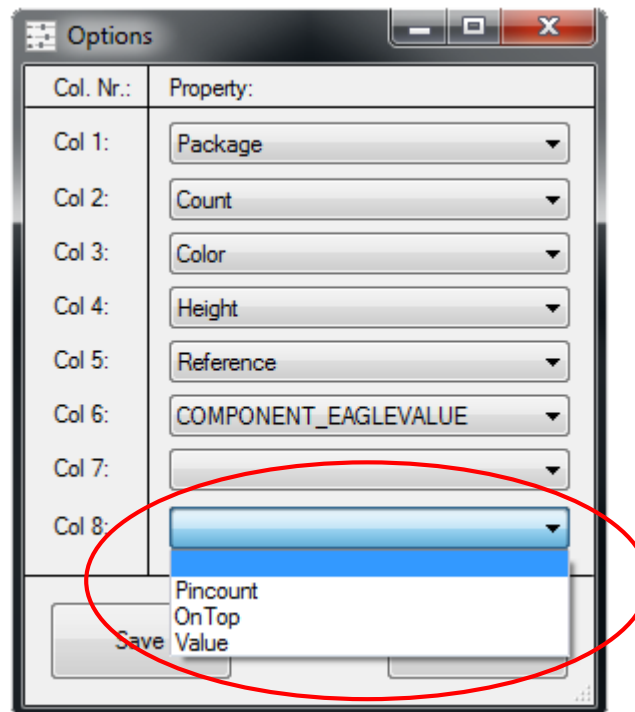 Options
Col. Nr.: Property:
Col 1: Package
Col 2: Count
Col 3: Color
Col 4: Height
Col 5: Reference
Col 6: COMPONENT_EAGLEVALUE
Col 7:
Col 8:
Pincount
OnTop
Save Value